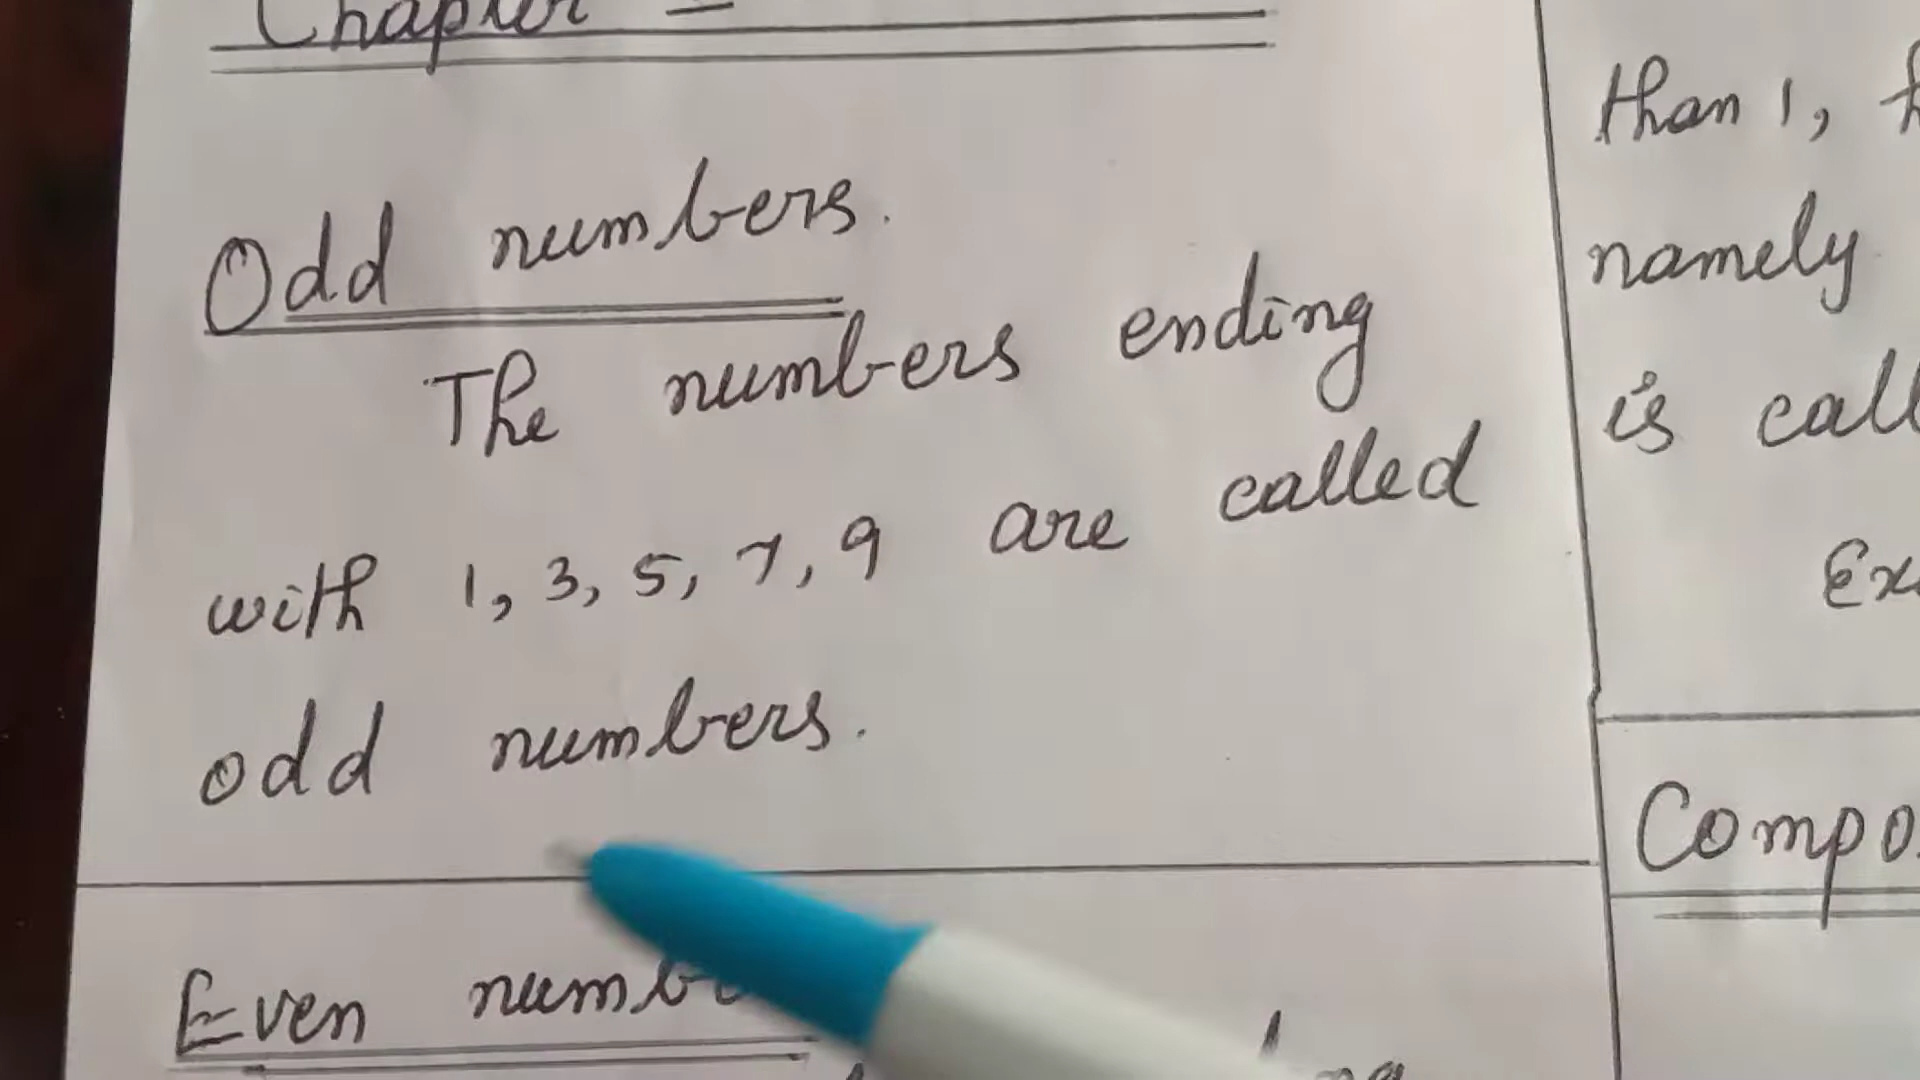 Chapter -
Odd numbers.
The numbers ending
with 1, 3, 5, 7, 9 are called
odd numbers.
Even
than 1,
namely
is